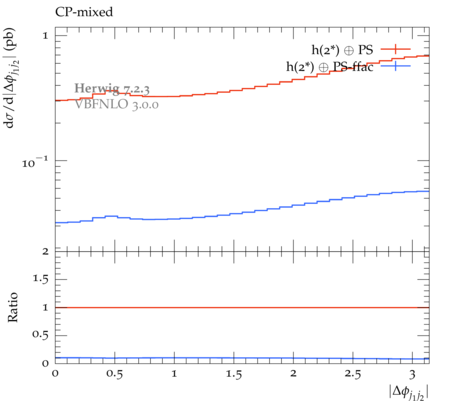 CP-mixed
dσ/d|Δϕj₁j₂| (pb)
1
10⁻¹
h(2*) ⊕ PS
h(2*) ⊕ PS-ffac
Herwig 7.2.3
VBFNLO 3.0.0
Ratio
2
1.5
1
0.5
0
0 0.5 1 1.5 2 2.5 3
|Δϕj₁j₂|